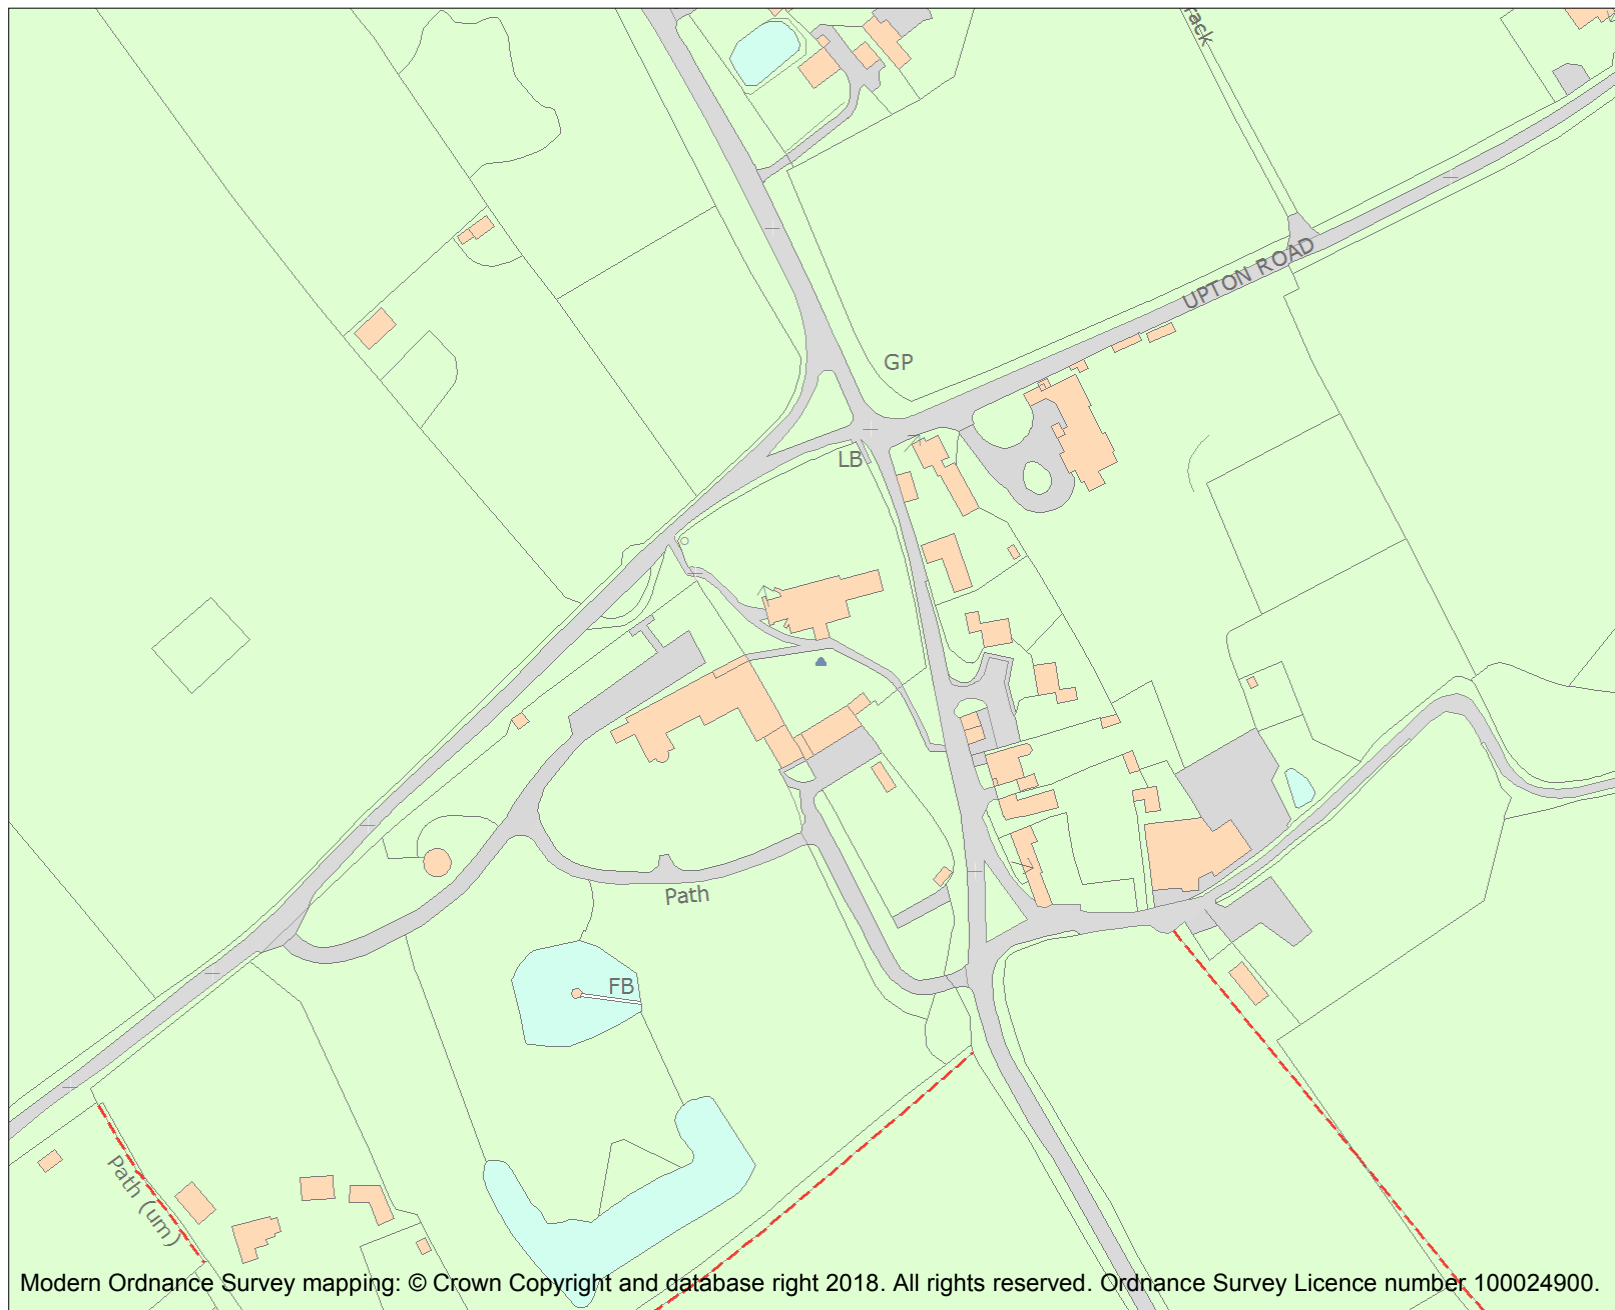 rack
UPTON ROAD
GP
LB
Path
FB
Path (um)
Modern Ordnance Survey mapping: © Crown Copyright and database right 2018. All rights reserved. Ordnance Survey Licence number 100024900.